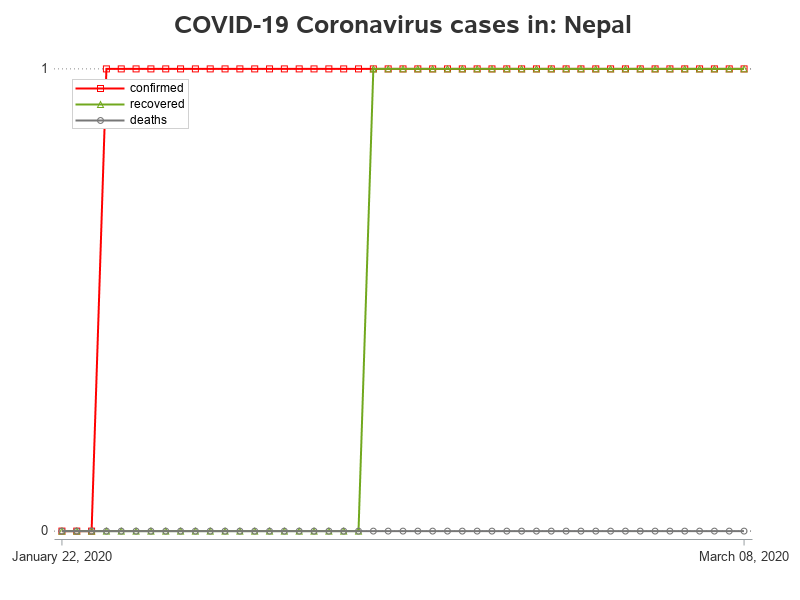 COVID-19 Coronavirus cases in: Nepal
1
confirmed
recovered
deaths
0
January 22, 2020
March 08, 2020